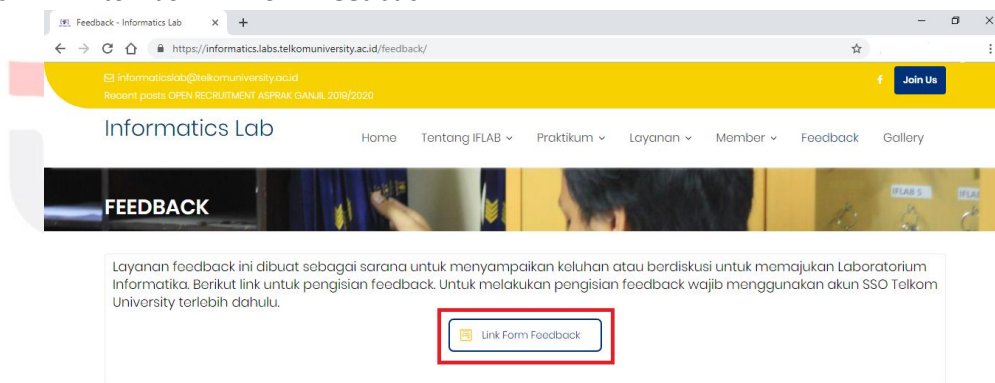 Feedback - Informatics Lab
https://informatics.labs.telkomuniversity.ac.id/feedback/
informaticslab@telkomuniversity.ac.id
Join Us
Recent posts OPEN RECRUITMENT ASPRAK GANJIL 2019/2020
Informatics Lab
Home Tentang IFLAB Praktikum Layanan Member Feedback Gallery
IFLAB 5
FEEDBACK
Layanan feedback ini dibuat sebagai sarana untuk menyampaikan keluhan atau berdiskusi untuk memajukan Laboratorium
Informatika. Berikut link untuk pengisian feedback. Untuk melakukan pengisian feedback wajib menggunakan akun SSO Telkom
University terlebih dahulu.
Link Form Feedback